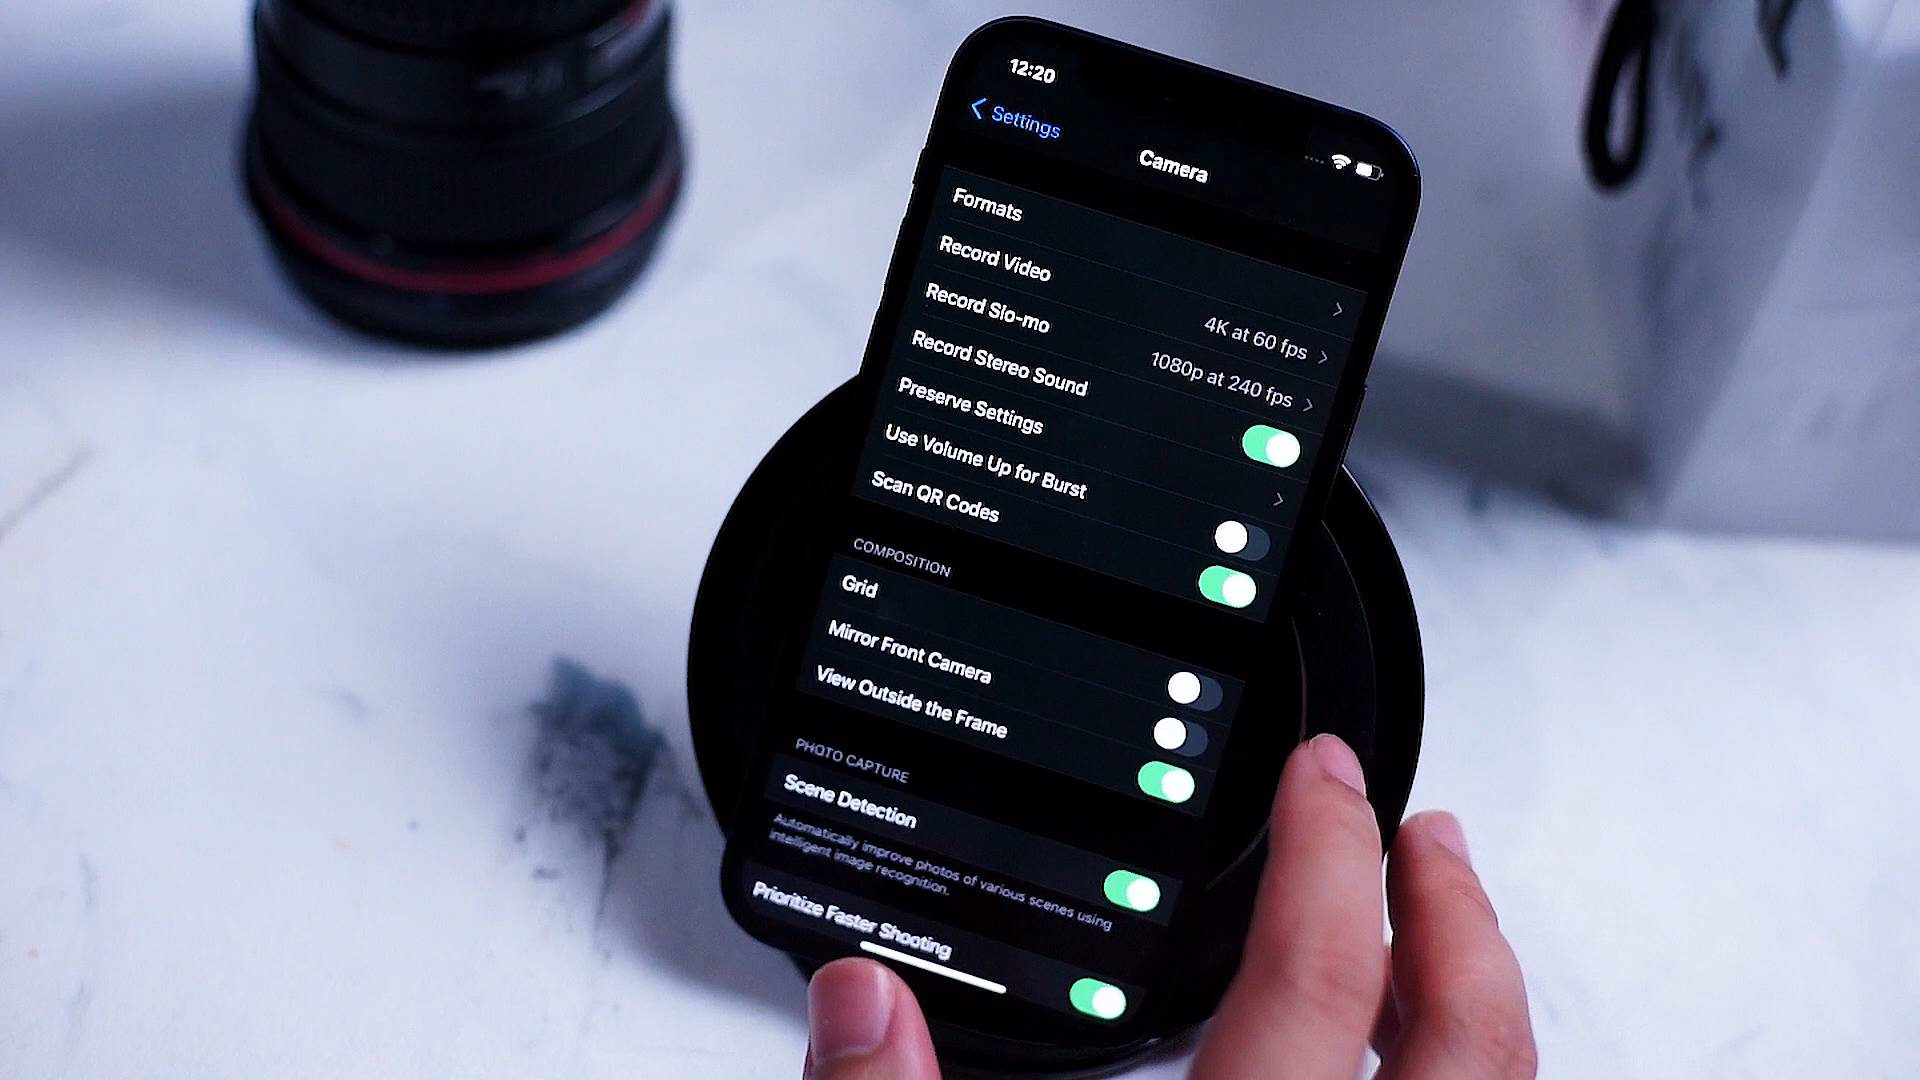 12:20
Settings
Camera
Formats
Record Video
4K at 60 fps
Record Slo-mo
1080p at 240 fps
Record Stereo Sound
Preserve Settings
Use Volume Up for Burst
Scan QR Codes
COMPOSITION
Grid
Mirror Front Camera
View Outside the Frame
PHOTO CAPTURE
Scene Detection
Automatically improve photos of various scenes using
intelligent image recognition.
Prioritize Faster Shooting